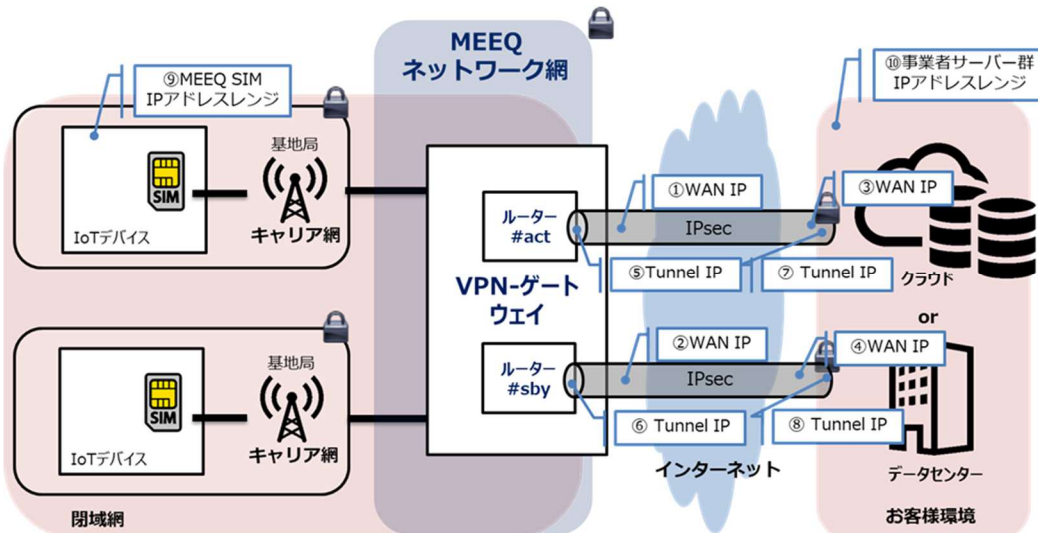 MEEQ
ネットワーク網
⑨MEEQ SIM
IPアドレスレンジ
⑩事業者サーバー群
IPアドレスレンジ
基地局
SIM
IoTデバイス
キャリア網
ルーター
#act
①WAN IP
③WAN IP
IPsec
⑤Tunnel IP
⑦ Tunnel IP
クラウド
VPN-ゲート
ウェイ
or
基地局
SIM
IoTデバイス
キャリア網
ルーター
#sby
②WAN IP
④WAN IP
IPsec
⑥ Tunnel IP
⑧ Tunnel IP
インターネット
データセンター
閉域網
お客様環境